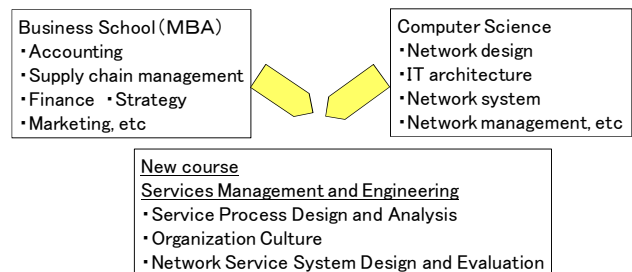 Business School（MBA）
・Accounting
・Supply chain management
・Finance ・Strategy
・Marketing, etc
Computer Science
・Network design
・IT architecture
・Network system
・Network management, etc
New course
Services Management and Engineering
・Service Process Design and Analysis
・Organization Culture
・Network Service System Design and Evaluation